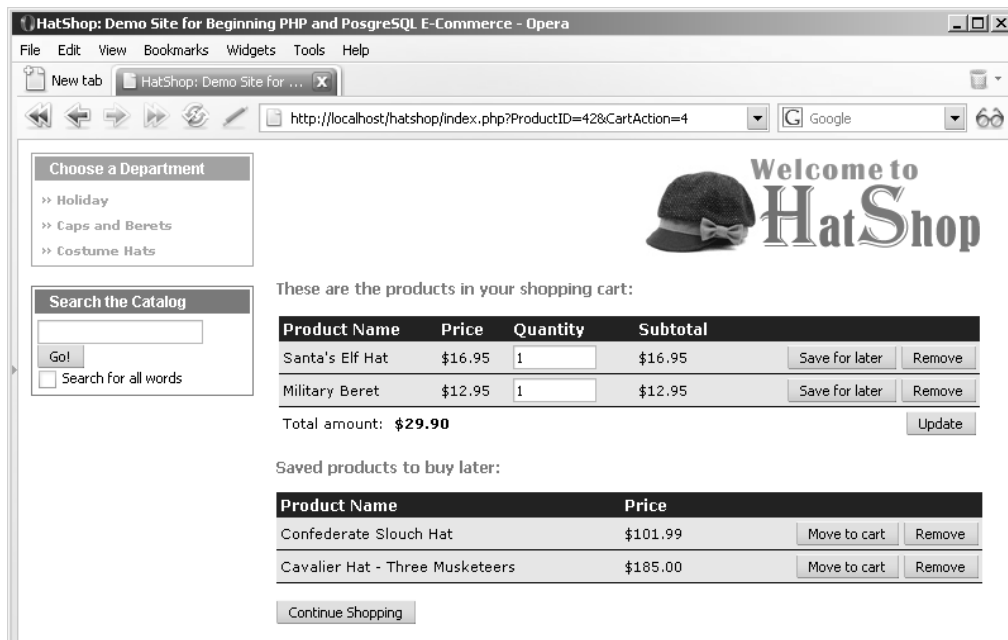 HatShop: Demo Site for Beginning PHP and PosgreSQL E-Commerce - Opera
File Edit View Bookmarks Widgets Tools Help
New tab HatShop: Demo Site for ...
http://localhost/hatshop/index.php?ProductID=42&CartAction=4 G Google
Choose a Department
» Holiday
» Caps and Berets
» Costume Hats
Welcome to
HatShop
Search the Catalog
Go!
Search for all words
These are the products in your shopping cart:
Product Name Price Quantity Subtotal
Santa's Elf Hat $16.95 1 $16.95 Save for later Remove
Military Beret $12.95 1 $12.95 Save for later Remove
Total amount: $29.90 Update
Saved products to buy later:
Product Name Price
Confederate Slouch Hat $101.99 Move to cart Remove
Cavalier Hat - Three Musketeers $185.00 Move to cart Remove
Continue Shopping